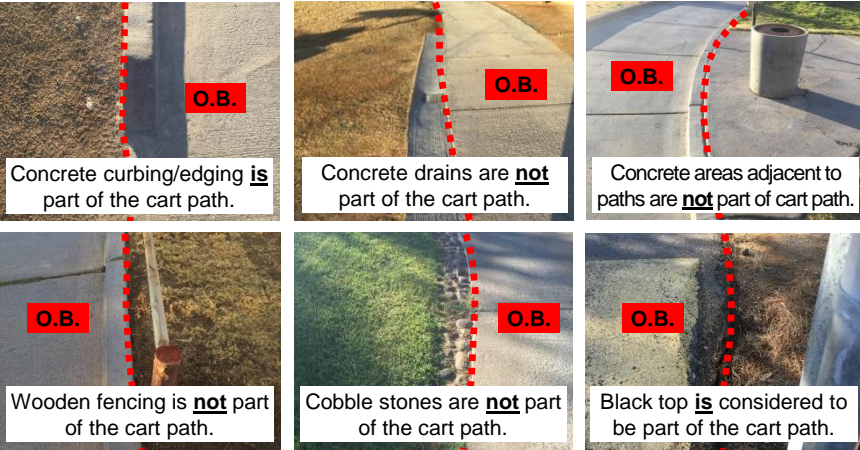 O.B.
Concrete curbing/edging is
part of the cart path.
O.B.
Concrete drains are not
part of the cart path.
O.B.
Concrete areas adjacent to
paths are not part of cart path.
O.B.
Wooden fencing is not part
of the cart path.
O.B.
Cobble stones are not part
of the cart path.
O.B.
Black top is considered to
be part of the cart path.